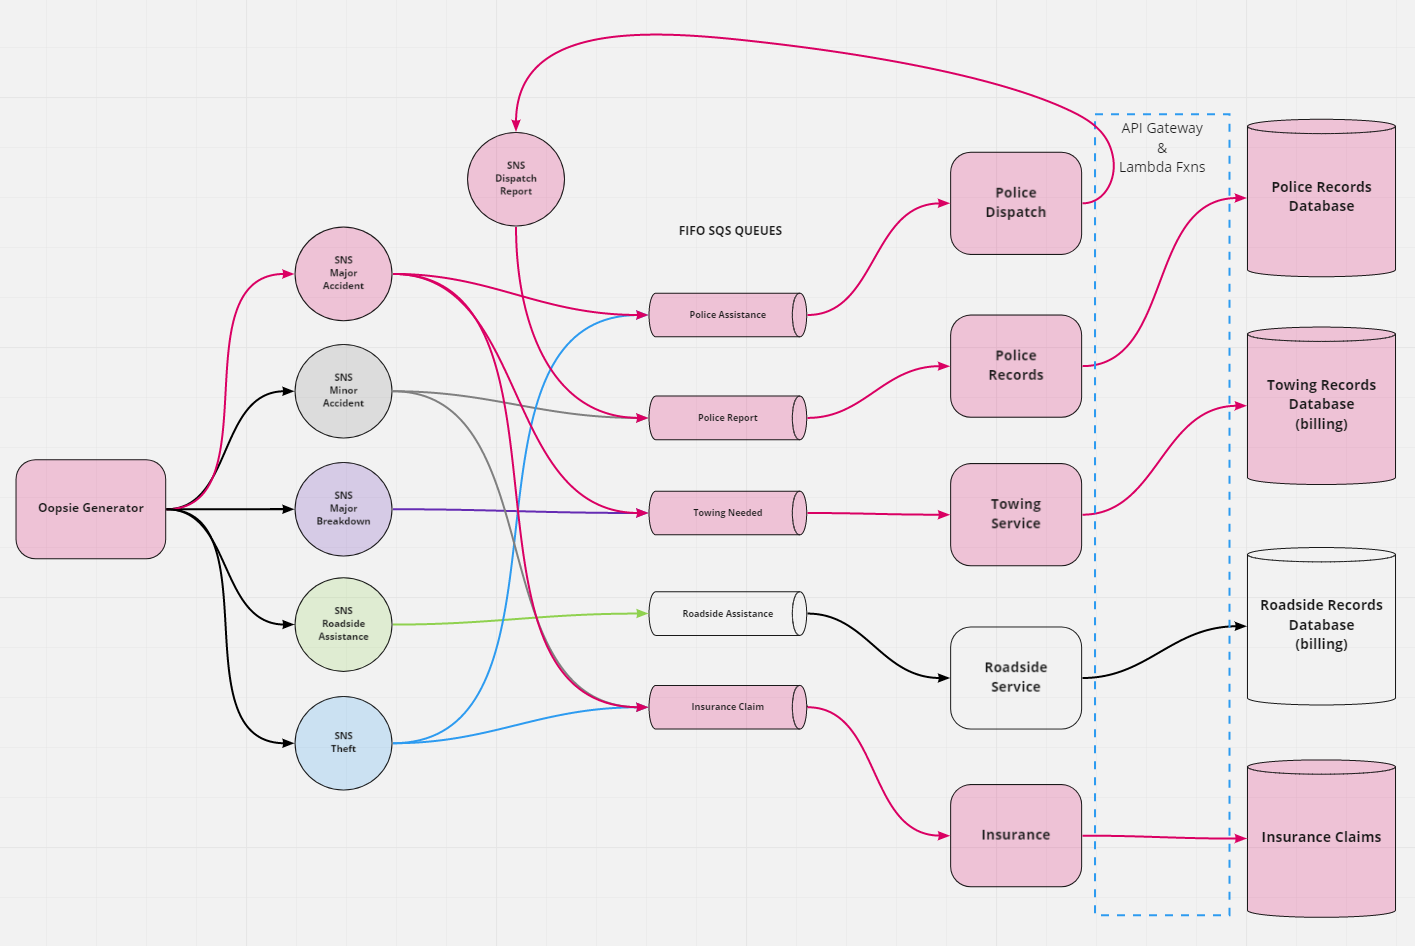 API Gateway
&
Lambda Fxns
SNS
Dispatch
Report
Police
Dispatch
Police Records
Database
FIFO SQS QUEUES
SNS
Major
Accident
Police Assistance
Police
Records
Towing Records
Database
(billing)
SNS
Minor
Accident
Police Report
Oopsie Generator
SNS
Major
Breakdown
Towing Needed
Towing
Service
SNS
Roadside
Assistance
Roadside Assistance
Roadside
Service
Roadside Records
Database
(billing)
SNS
Theft
Insurance Claim
Insurance
Insurance Claims